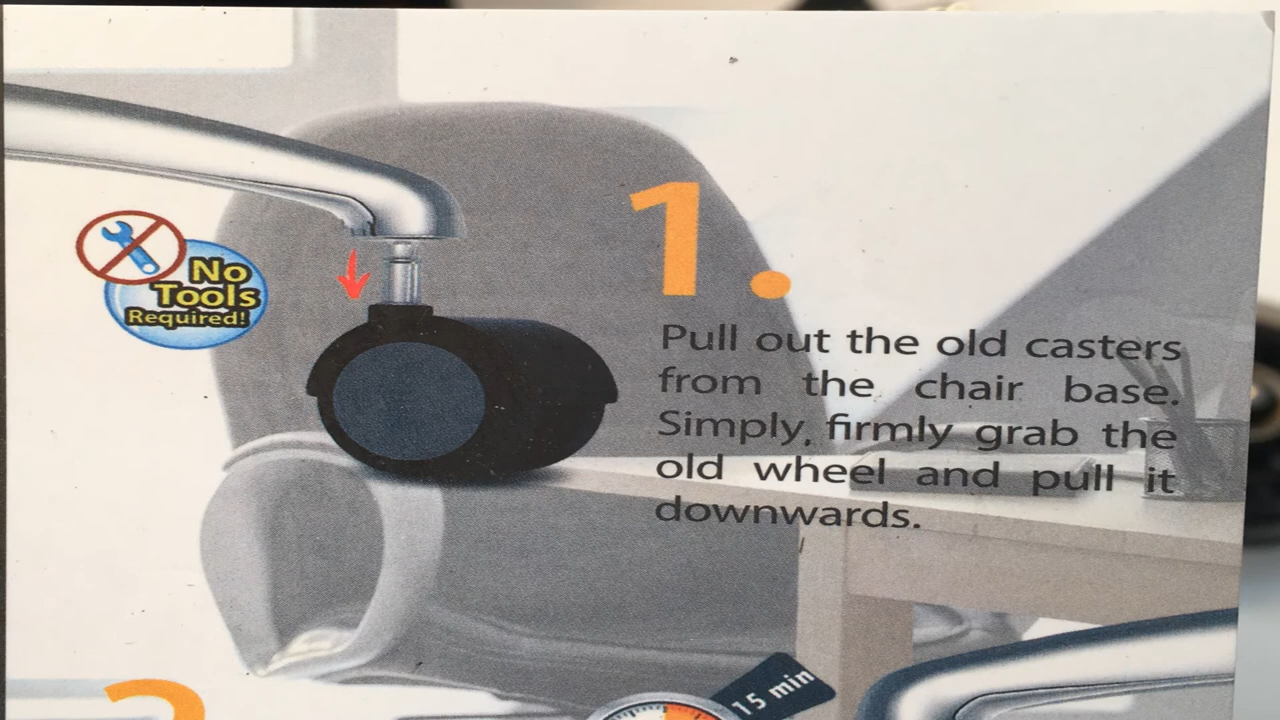 No
Tools
Required!
1.
Pull out the old casters
from the chair base.
Simply, firmly grab the
old wheel and pull it
downwards.
15 min
2